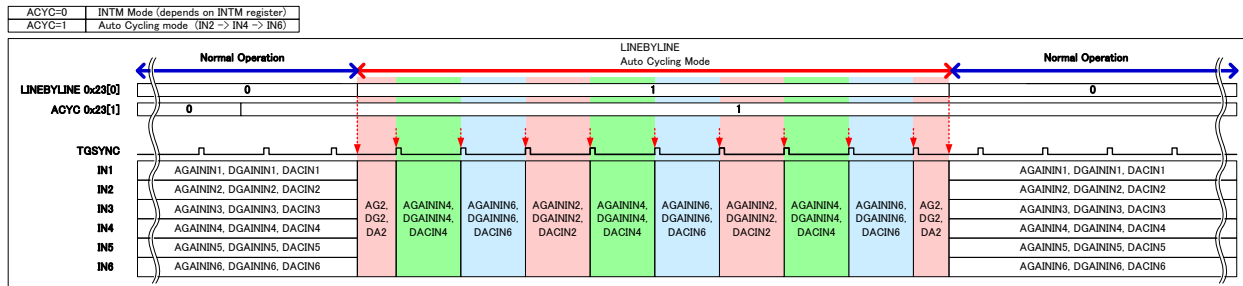 ACYC=0 INTM Mode (depends on INTM register)
ACYC=1 Auto Cycling mode (IN2 -> IN4 -> IN6)
LINEBYLINE
Normal Operation Auto Cycling Mode Normal Operation
LINEBYLINE 0x23[0] 0 1 0
ACYC 0x23[1] 0 1
TGSYNC
IN1 AGAININ1, DGAININ1, DACIN1 AGAININ1, DGAININ1, DACIN1
IN2 AGAININ2, DGAININ2, DACIN2 AGAININ2, DGAININ2, DACIN2
IN3 AGAININ3, DGAININ3, DACIN3 AGAININ3, DGAININ3, DACIN3
IN4 AGAININ4, DGAININ4, DACIN4 AGAININ4, DGAININ4, DACIN4
IN5 AGAININ5, DGAININ5, DACIN5 AGAININ5, DGAININ5, DACIN5
IN6 AGAININ6, DGAININ6, DACIN6 AGAININ6, DGAININ6, DACIN6
AG2, AGAININ4, AGAININ6, AGAININ2, AGAININ4, AGAININ6, AGAININ2, AGAININ4, AGAININ6, AG2,
DG2, DGAININ4, DGAININ6, DGAININ2, DGAININ4, DGAININ6, DGAININ2, DGAININ4, DGAININ6, DG2,
DA2 DACIN4 DACIN6 DACIN2 DACIN4 DACIN6 DACIN2 DACIN4 DACIN6 DA2